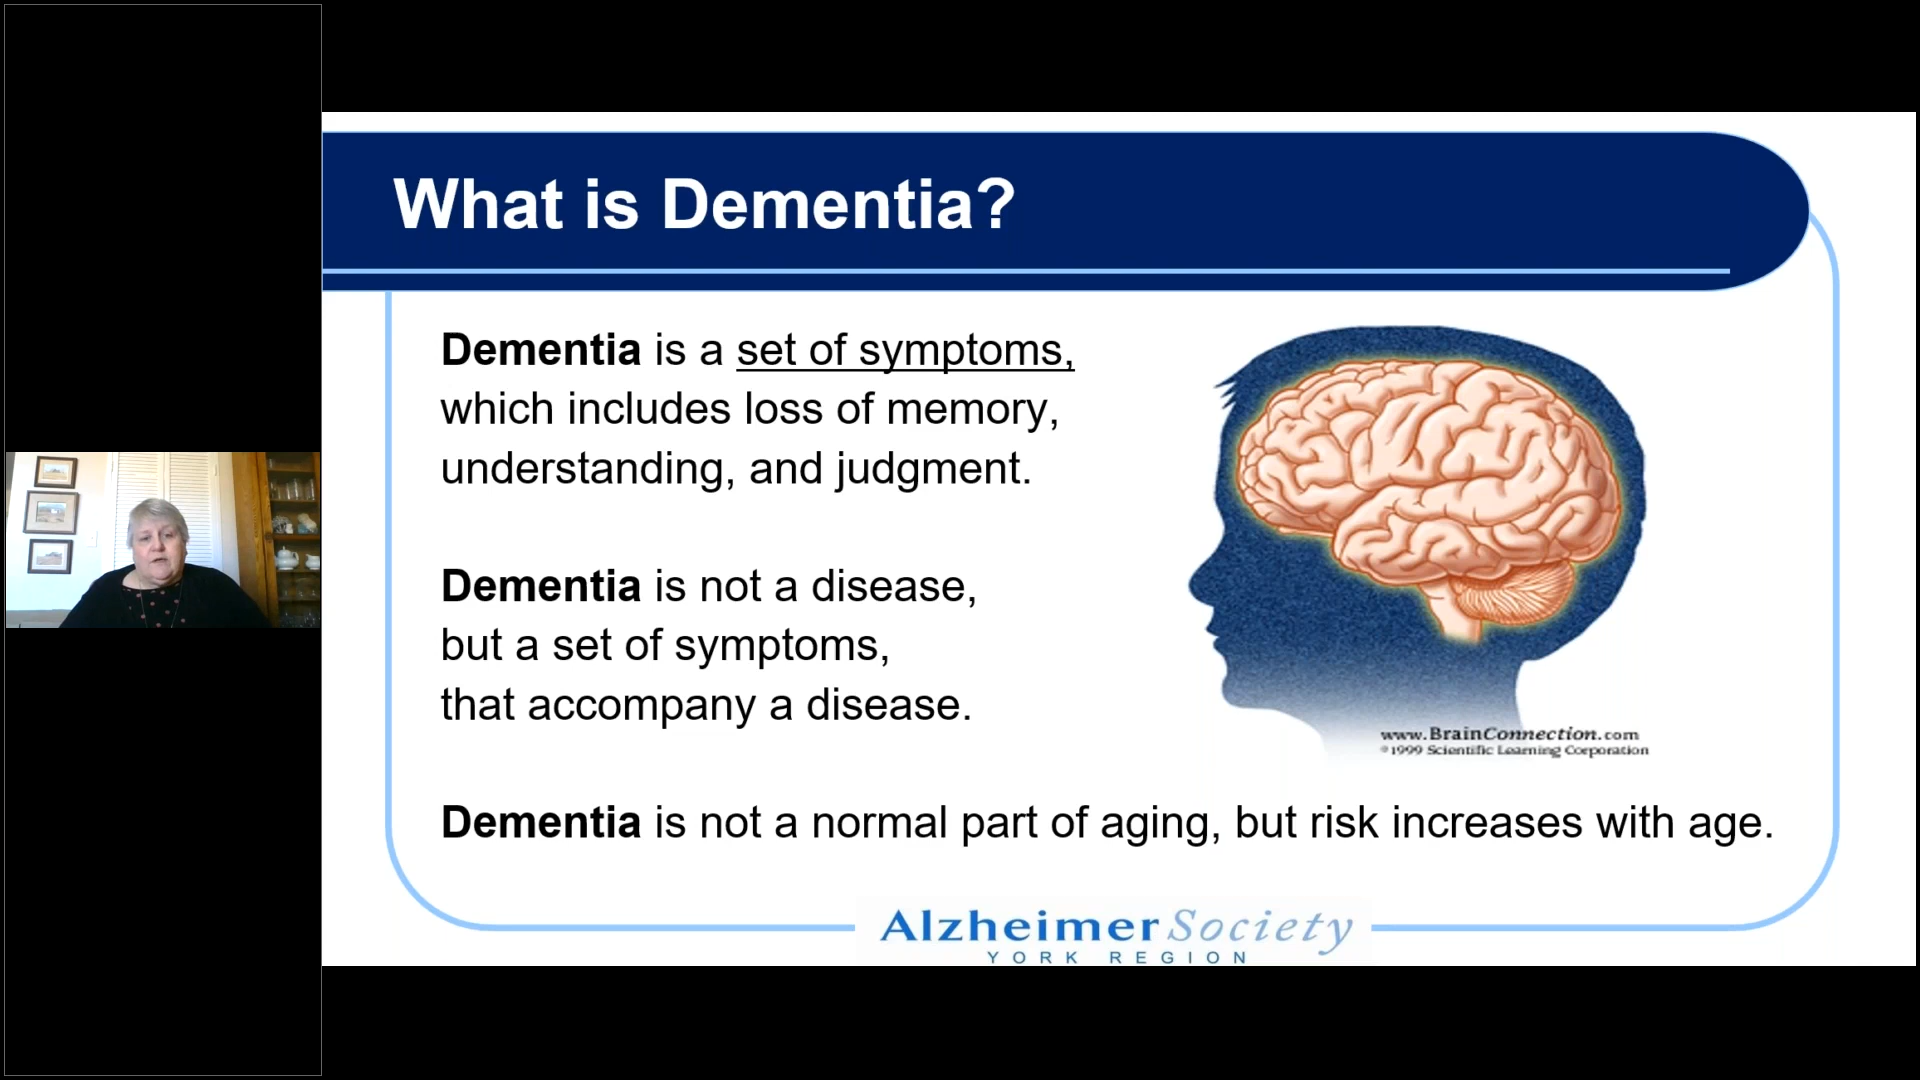 What is Dementia?
Dementia is a set of symptoms,
which includes loss of memory,
understanding, and judgment.
Dementia is not a disease,
but a set of symptoms,
that accompany a disease.
www.BrainConnection.com
©1999 Scientific Learning Corporation
Dementia is not a normal part of aging, but risk increases with age.
AlzheimerSociety
YORK REGION